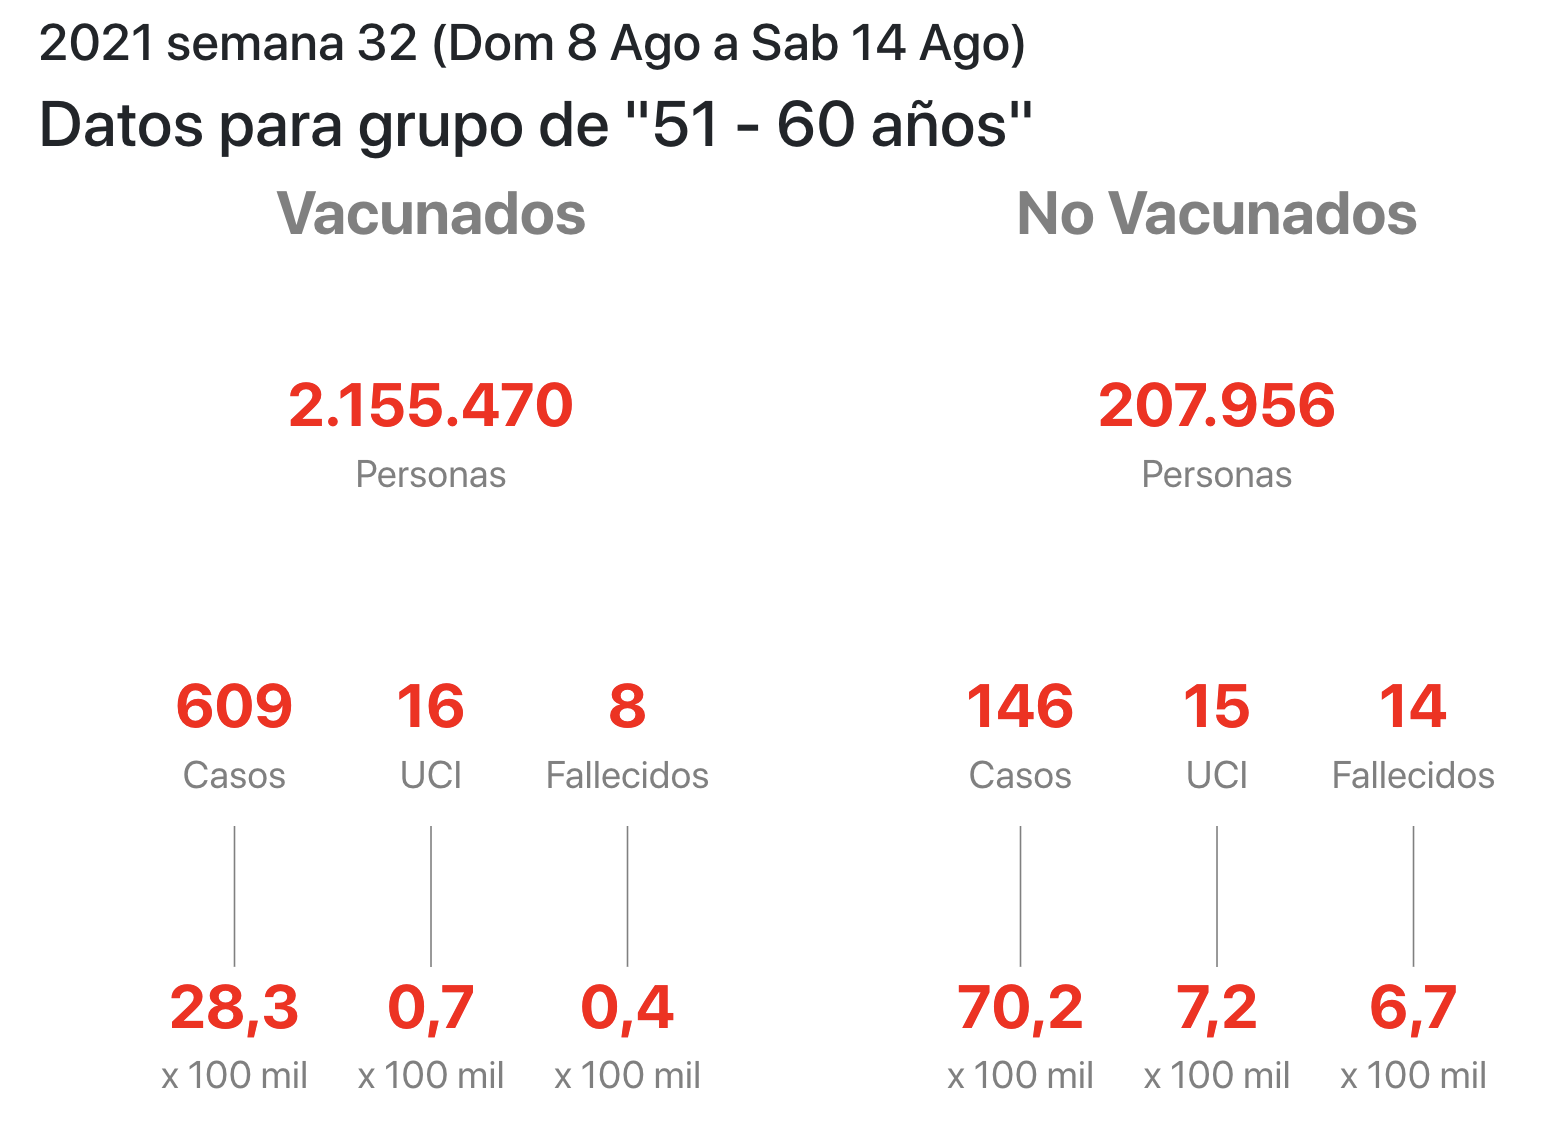 2021 semana 32 (Dom 8 Ago a Sab 14 Ago)
Datos para grupo de "51 - 60 años"
Vacunados
2.155.470
Personas
609 16 8
Casos UCI Fallecidos
28,3 0,7 0,4
x 100 mil x 100 mil x 100 mil
No Vacunados
207.956
Personas
146 15 14
Casos UCI Fallecidos
70,2 7,2 6,7
x 100 mil x 100 mil x 100 mil